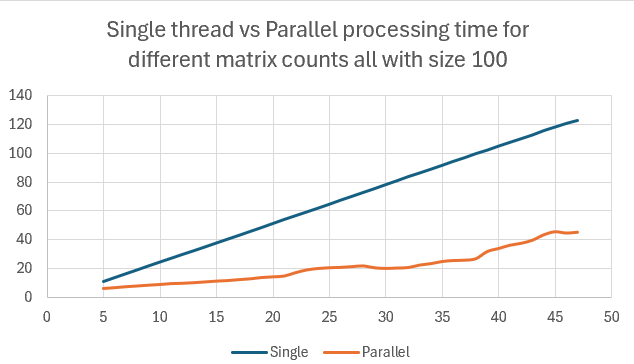 Single thread vs Parallel processing time for
different matrix counts all with size 100
140
120
100
80
60
40
20
0
0 5 10 15 20 25 30 35 40 45 50
Single Parallel